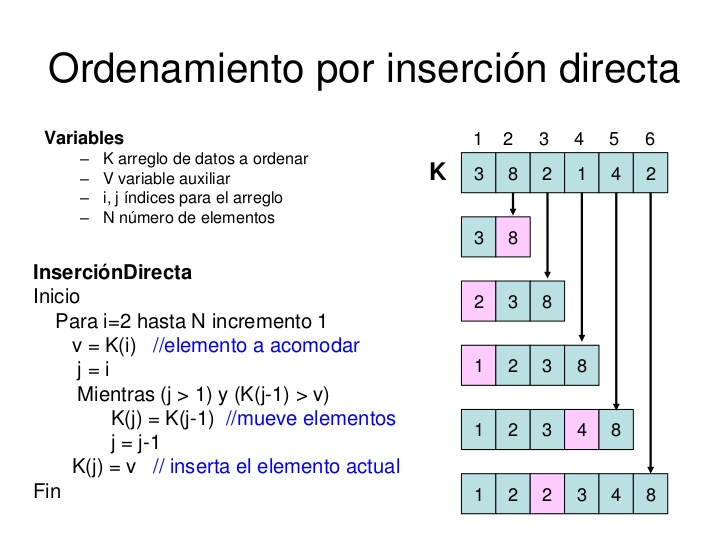 Ordenamiento por inserción directa
Variables
– K arreglo de datos a ordenar
– V variable auxiliar
– i, j índices para el arreglo
– N número de elementos
InserciónDirecta
Inicio
Para i=2 hasta N incremento 1
v = K(i) //elemento a acomodar
j = i
Mientras (j > 1) y (K(j-1) > v)
K(j) = K(j-1) //mueve elementos
j = j-1
K(j) = v // inserta el elemento actual
Fin
1 2 3 4 5 6
K 3 8 2 1 4 2
3 8
2 3 8
1 2 3 8
1 2 3 4 8
1 2 2 3 4 8